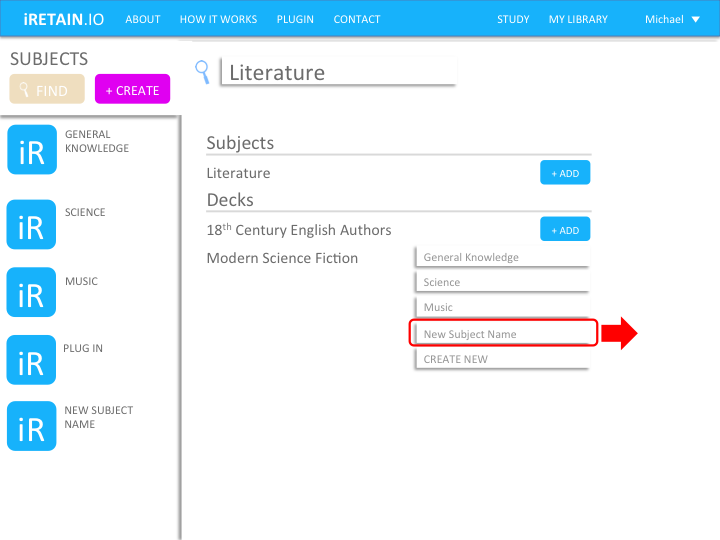 iRETAIN.IO ABOUT HOW IT WORKS PLUGIN CONTACT STUDY MY LIBRARY Michael
SUBJECTS
FIND + CREATE
Literature
iR GENERAL
KNOWLEDGE
iR SCIENCE
iR MUSIC
iR PLUG IN
iR NEW SUBJECT
NAME
Subjects
Literature + ADD
Decks
18th Century English Authors + ADD
Modern Science Fiction General Knowledge
Science
Music
New Subject Name
CREATE NEW